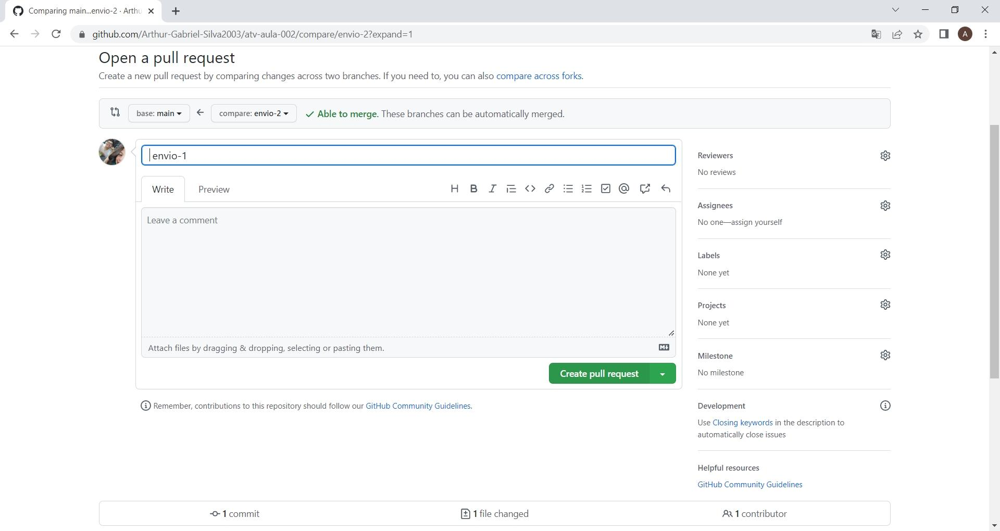 Comparing main...envio-2 · Arthu
github.com/Arthur-Gabriel-Silva2003/atv-aula-002/compare/envio-2?expand=1
A
Open a pull request
Create a new pull request by comparing changes across two branches. If you need to, you can also compare across forks.
base: main
compare: envio-2
Able to merge. These branches can be automatically merged.
envio-1
Write
Preview
Leave a comment
Attach files by dragging & dropping, selecting or pasting them.
Create pull request
Remember, contributions to this repository should follow our GitHub Community Guidelines.
Reviewers
No reviews
Assignees
No one—assign yourself
Labels
None yet
Projects
None yet
Milestone
No milestone
Development
Use Closing keywords in the description to
automatically close issues
Helpful resources
GitHub Community Guidelines
1 commit
1 file changed
1 contributor